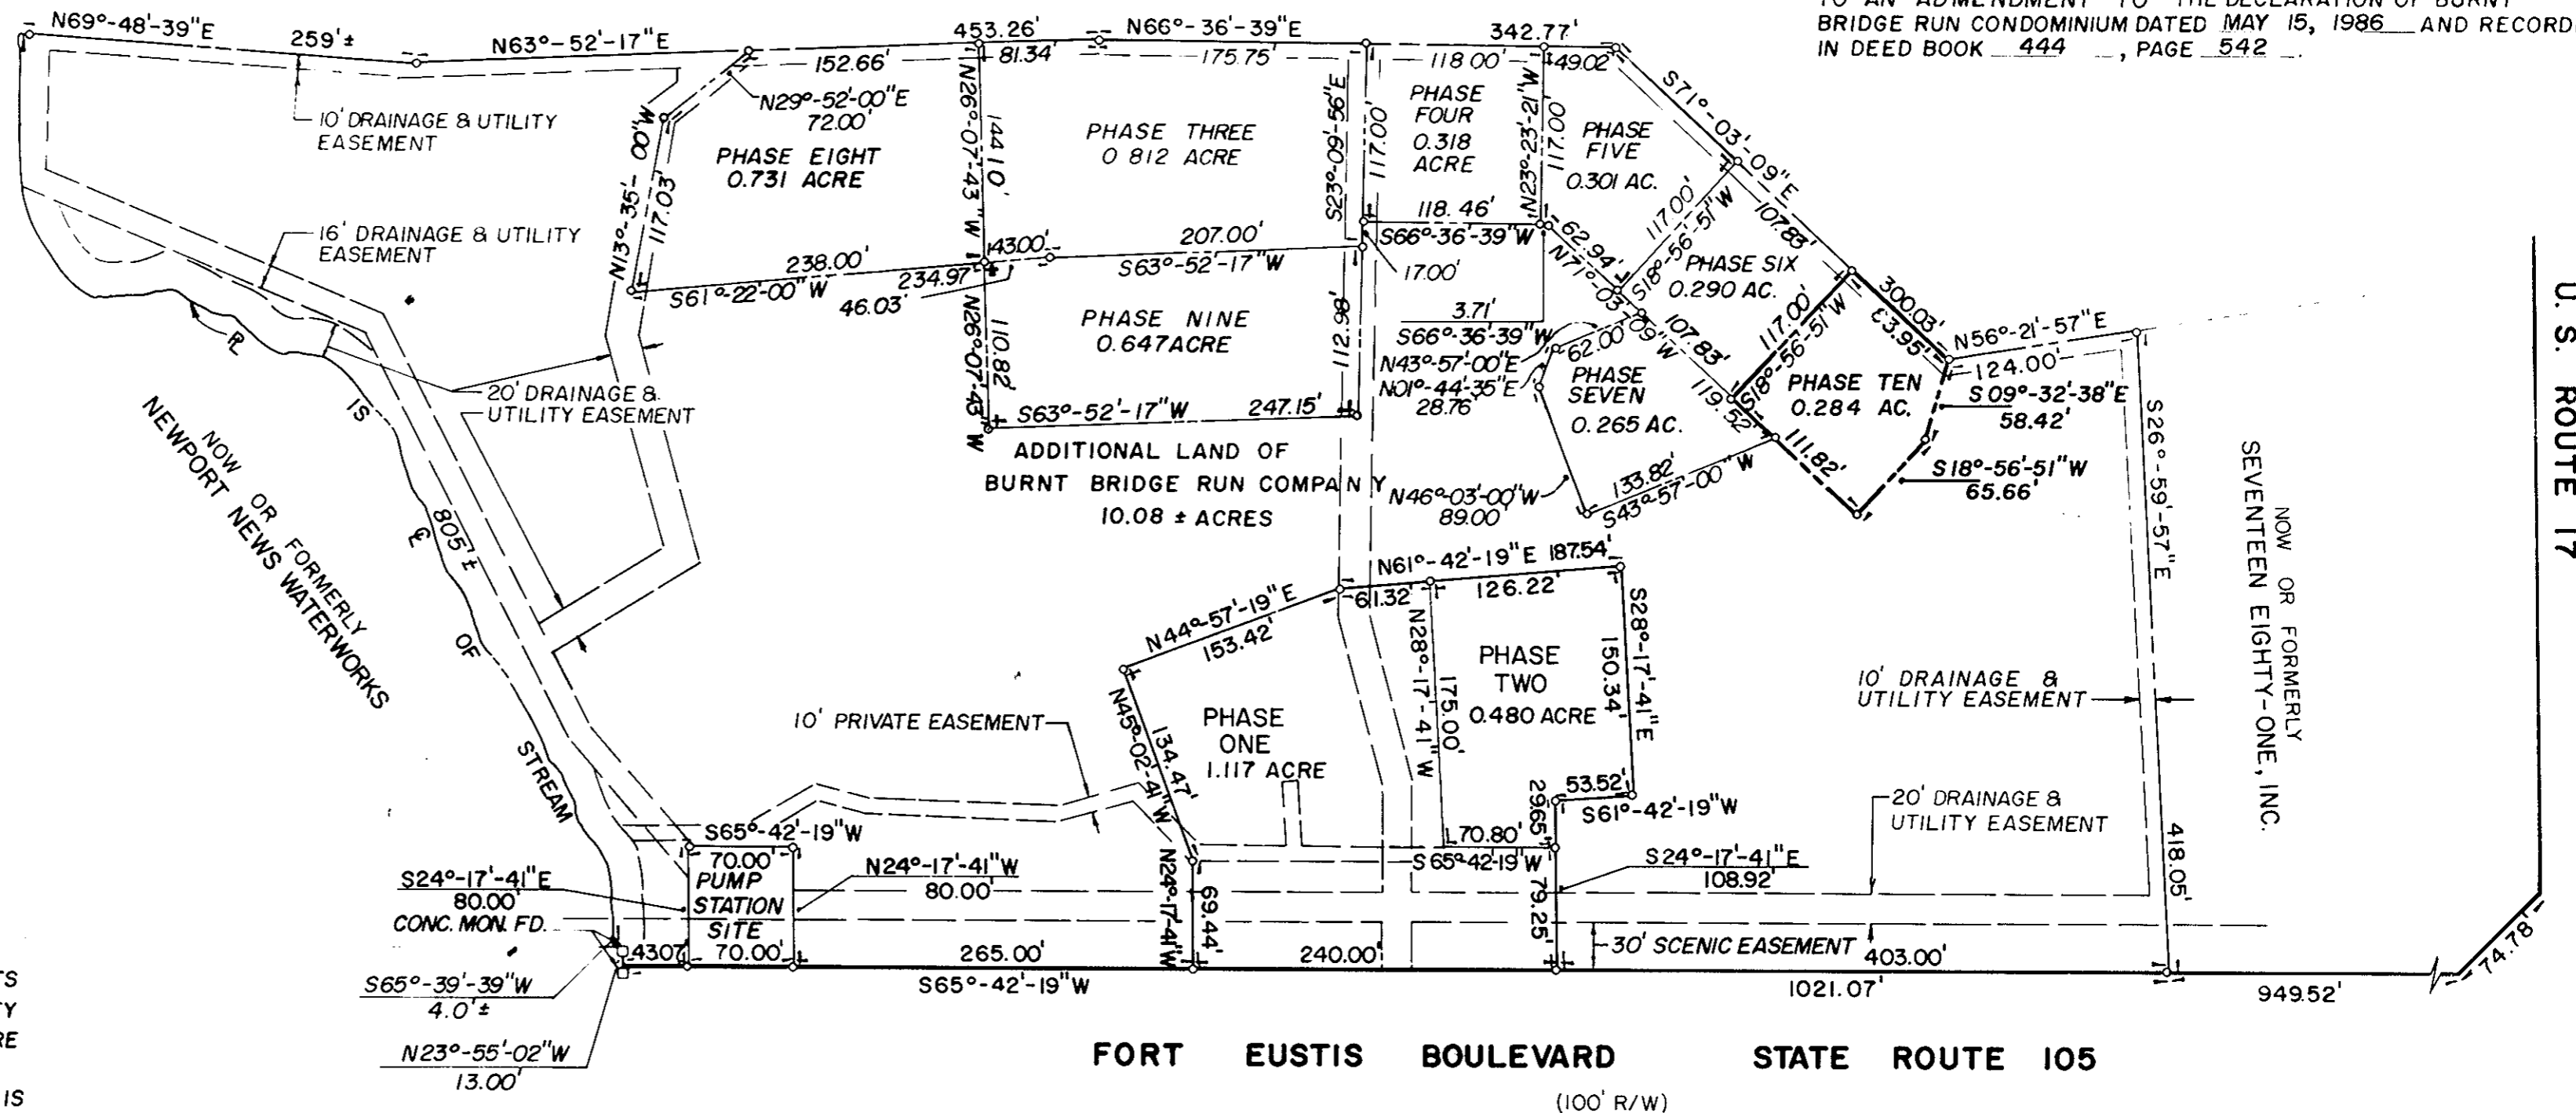 TO AN ADMENDMENT TO THE DECLARATION OF BURNT
BRIDGE RUN CONDOMINIUM DATED MAY 15, 1986 AND RECORD
IN DEED BOOK 444, PAGE 542
N69°-48'-39"E
259' ±
N63°-52'-17"E
453.26'
N66°-36'-39"E
342.77'
152.66'
81.34'
175.75'
118.00'
49.02'
N29°-52'-00"E
72.00'
10' DRAINAGE & UTILITY
EASEMENT
PHASE EIGHT
0.731 ACRE
N13°-35'-00"W
117.03'
N26°-07'-43"W
144.10'
PHASE THREE
0.812 ACRE
S23°-09'-56"E
117.00'
PHASE
FOUR
0.318
ACRE
N23°-23'-21"W
117.00'
PHASE
FIVE
0.301 AC.
S71°-03'-09"E
16' DRAINAGE & UTILITY
EASEMENT
238.00'
234.97'
S61°-22'-00"W
46.03'
43.00'
207.00'
S63°-52'-17"W
118.46'
S66°-36'-39"W
17.00'
62.94'
N71°-03'-09"W
117.00'
S18°-56'-51"W
107.83'
PHASE SIX
0.290 AC.
300.03'
N56°-21'-57"E
124.00'
PHASE NINE
0.647 ACRE
N26°-07'-43"W
110.82'
112.98'
3.71'
S66°-36'-39"W
N43°-57'-00"E
62.00'
N01°-44'-35"E
28.76'
107.83'
117.00'
S18°-56'-51"W
PHASE
SEVEN
0.265 AC.
119.52'
PHASE TEN
0.284 AC.
S09°-32'-38"E
58.42'
20' DRAINAGE &
UTILITY EASEMENT
S63°-52'-17"W
247.15'
111.82'
S18°-56'-51"W
65.66'
ADDITIONAL LAND OF
BURNT BRIDGE RUN COMPANY
10.08 ± ACRES
133.82'
S43°-57'-00"W
N46°-03'-00"W
89.00'
NOW OR FORMERLY
NEWPORT NEWS WATERWORKS
805' ±
℄
IS
℄
OF
STREAM
S26°-59'-57"E
418.05'
NOW OR FORMERLY
SEVENTEEN EIGHTY-ONE, INC.
U.S. ROUTE 17
N61°-42'-19"E
187.54'
61.32'
126.22'
N44°-57'-19"E
153.42'
N28°-17'-41"W
175.00'
PHASE
TWO
0.480 ACRE
S28°-17'-41"E
150.34'
10' DRAINAGE &
UTILITY EASEMENT
10' PRIVATE EASEMENT
N45°-02'-41"W
134.47'
PHASE
ONE
1.117 ACRE
53.52'
S61°-42'-19"W
29.65'
70.80'
S65°-42'-19"W
20' DRAINAGE &
UTILITY EASEMENT
S65°-42'-19"W
70.00'
S24°-17'-41"E
80.00'
CONC. MON. FD.
PUMP
STATION
SITE
N24°-17'-41"W
80.00'
N24°-17'-41"W
69.44'
S24°-17'-41"E
108.92'
79.25'
30' SCENIC EASEMENT
43.07'
70.00'
265.00'
240.00'
403.00'
S65°-39'-39"W
4.0' ±
S65°-42'-19"W
1021.07'
949.52'
74.78'
N23°-55'-02"W
13.00'
FORT EUSTIS BOULEVARD STATE ROUTE 105
(100' R/W)
TS
TY
RE
IS